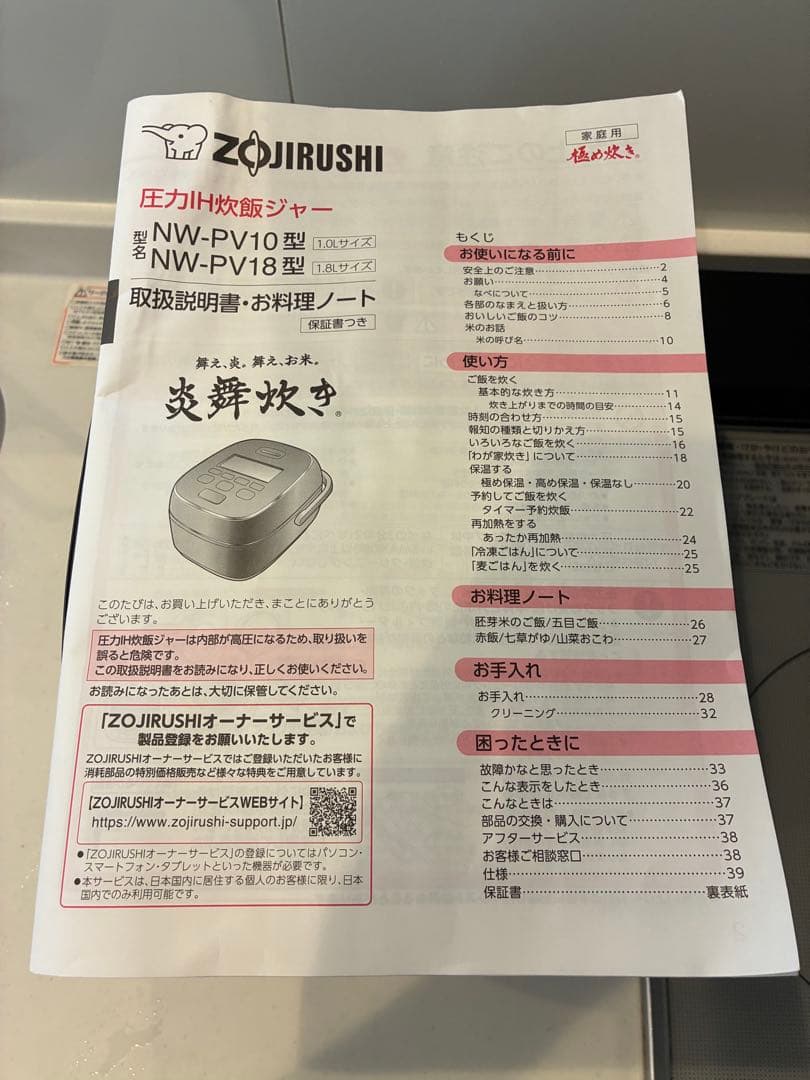 ZOJIRUSHI
家庭用
極め炊き®
圧力IH炊飯ジャー
型名 NW-PV10型 1.0Lサイズ
NW-PV18型 1.8Lサイズ
取扱説明書・お料理ノート
保証書つき
舞え、炎。舞え、お米。
炎舞炊き®
このたびは、お買い上げいただき、まことにありがとう
ございます。
圧力IH炊飯ジャーは内部が高圧になるため、取り扱いを
誤ると危険です。
この取扱説明書をお読みになり、正しくお使いください。
お読みになったあとは、大切に保管してください。
「ZOJIRUSHIオーナーサービス」で
製品登録をお願いいたします。
ZOJIRUSHIオーナーサービスではご登録いただいたお客様に
消耗部品の特別価格販売など様々な特典をご用意しています。
【ZOJIRUSHIオーナーサービスWEBサイト】
https://www.zojirushi-support.jp/
●「ZOJIRUSHIオーナーサービス」の登録についてはパソコン・
スマートフォン・タブレットといった機器が必要です。
●本サービスは、日本国内に居住する個人のお客様に限り、日本
国内でのみ利用可能です。
もくじ
お使いになる前に
安全上のご注意……2
お願い……4
なべについて……5
各部のなまえと扱い方……6
おいしいご飯のコツ……8
米のお話
米の呼び名……10
使い方
ご飯を炊く
基本的な炊き方……11
炊き上がりまでの時間の目安……14
時刻の合わせ方……15
報知の種類と切りかえ方……15
いろいろなご飯を炊く……16
「わが家炊き」について……18
保温する
極め保温・高め保温・保温なし……20
予約してご飯を炊く
タイマー予約炊飯……22
再加熱をする
あったか再加熱……24
「冷凍ごはん」について……25
「麦ごはん」を炊く……25
お料理ノート
胚芽米のご飯/五目ご飯……26
赤飯/七草がゆ/山菜おこわ……27
お手入れ
お手入れ……28
クリーニング……32
困ったときに
故障かなと思ったとき……33
こんな表示をしたとき……36
こんなときは……37
部品の交換・購入について……37
アフターサービス……38
お客様ご相談窓口……38
仕様……39
保証書……裏表紙